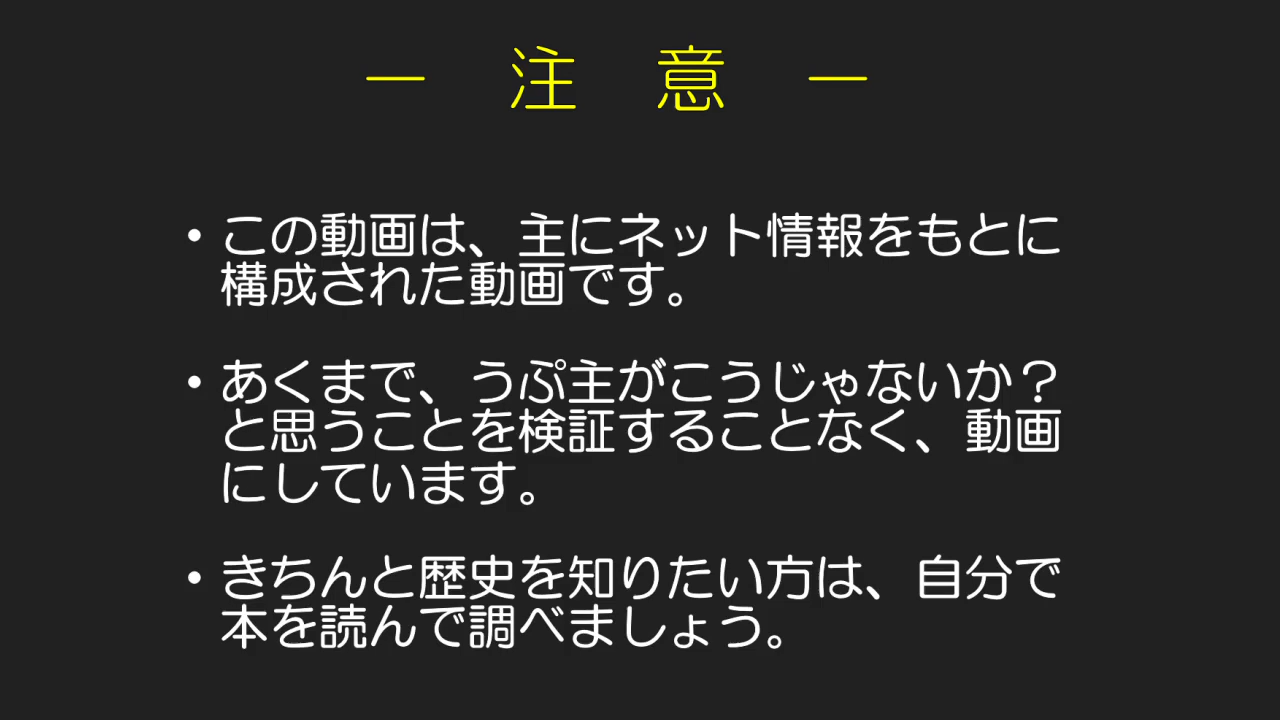 ― 注 意 ―
・この動画は、主にネット情報をもとに
構成された動画です。
・あくまで、うぷ主がこうじゃないか？
と思うことを検証することなく、動画
にしています。
・きちんと歴史を知りたい方は、自分で
本を読んで調べましょう。